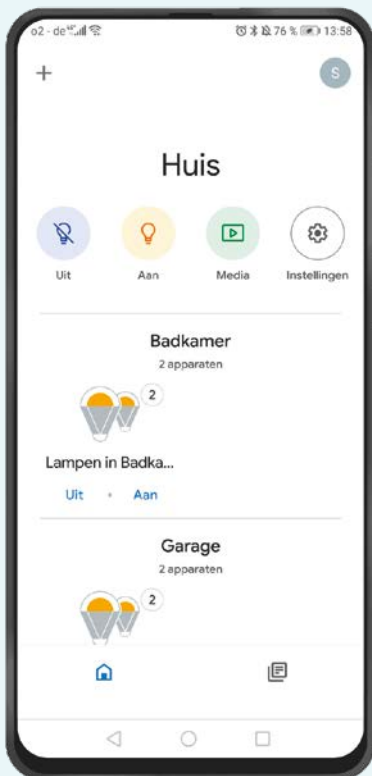 o2 - de 76 % 13:58
S
Huis
Uit Aan Media Instellingen
Badkamer
2 apparaten
2
Lampen in Badka...
Uit • Aan
Garage
2 apparaten
2